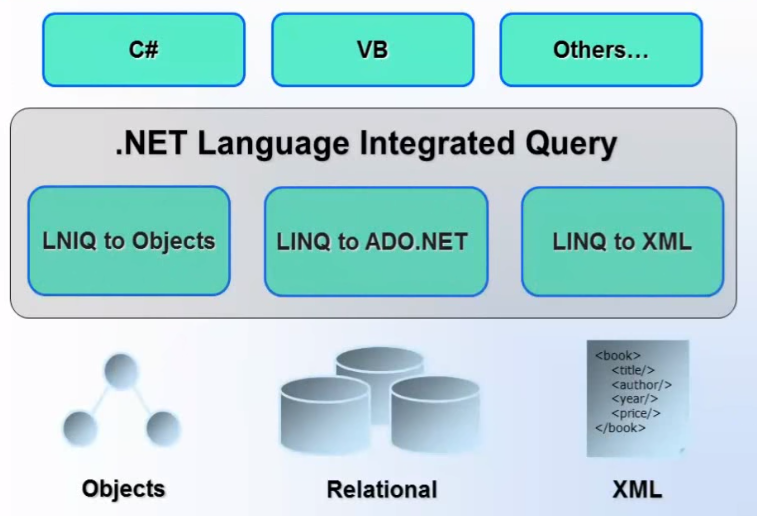 C#
VB
Others...
.NET Language Integrated Query
LNIQ to Objects
LINQ to ADO.NET
LINQ to XML
<book>
<title/>
<author/>
<year/>
<price/>
</book>
Objects
Relational
XML